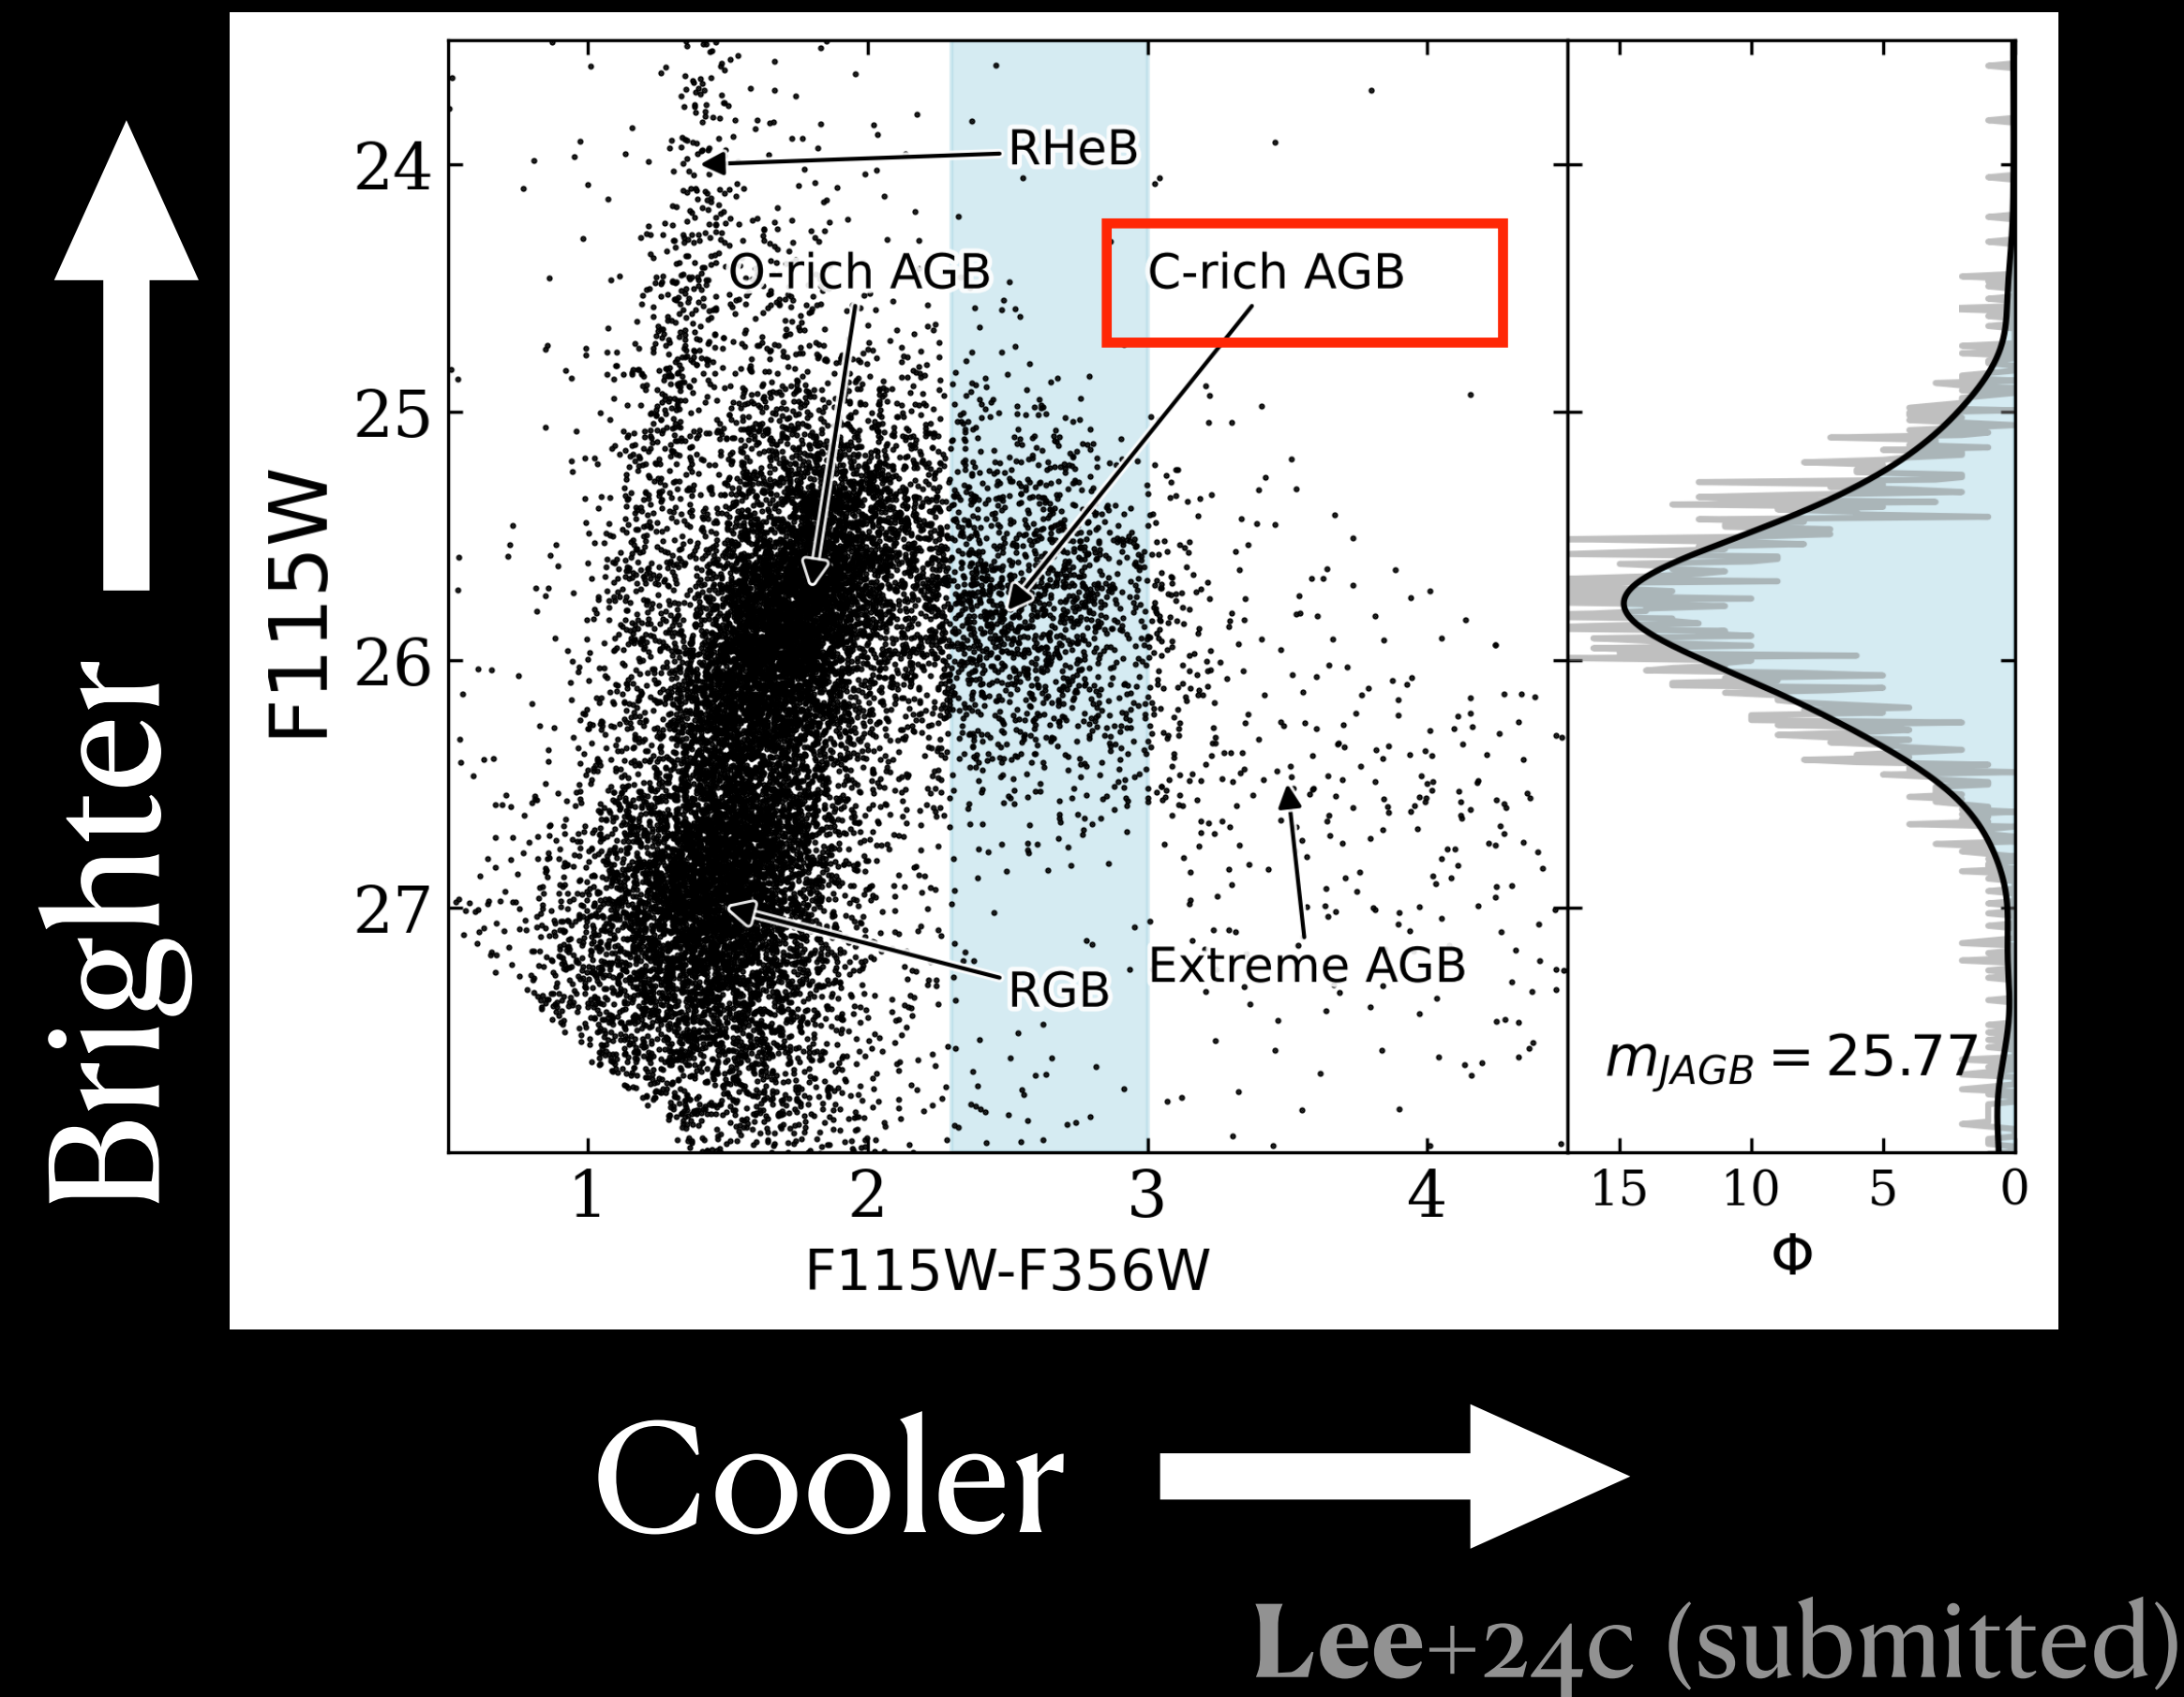 Brighter
F115W
24
25
26
27
RHeB
O-rich AGB
C-rich AGB
RGB
Extreme AGB
m_JAGB = 25.77
1 2 3 4
15 10 5 0
F115W-F356W
Φ
Cooler
Lee+24c (submitted)